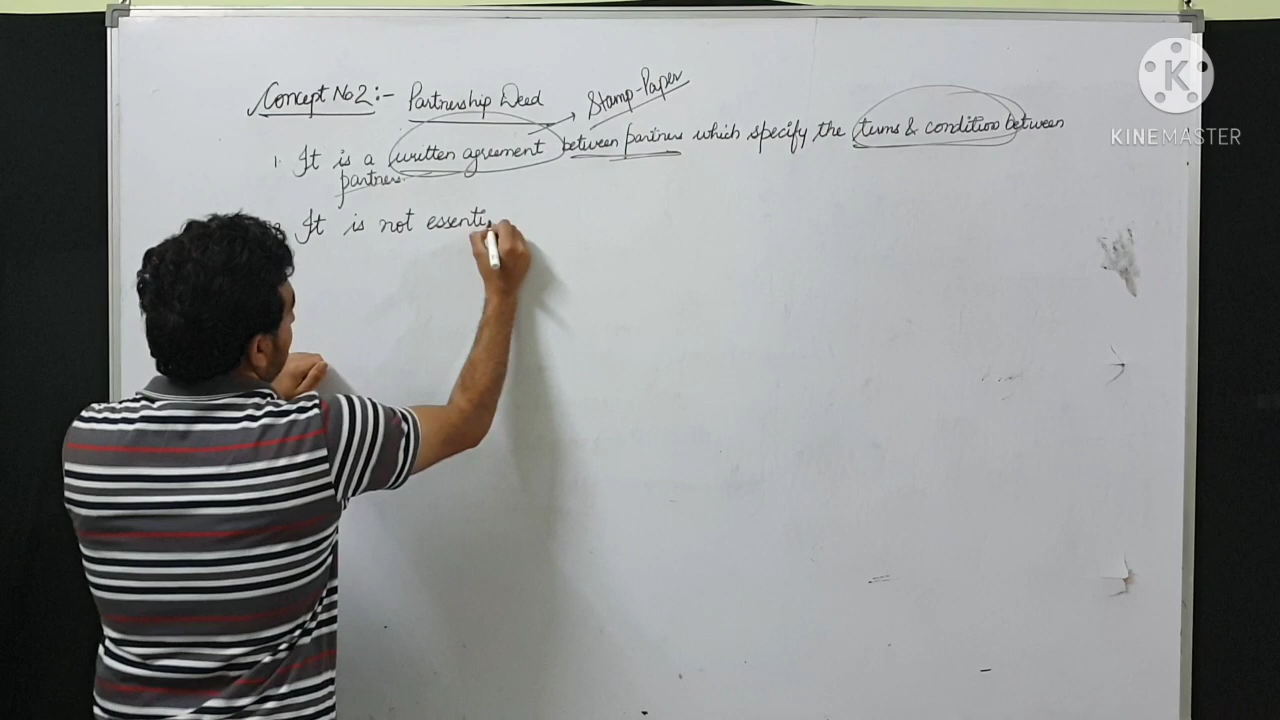 Concept No 2:- Partnership Deed
Stamp-Paper
1. It is a written agreement between partners which specify the terms & condition between
partners.
It is not essenti
KINEMASTER